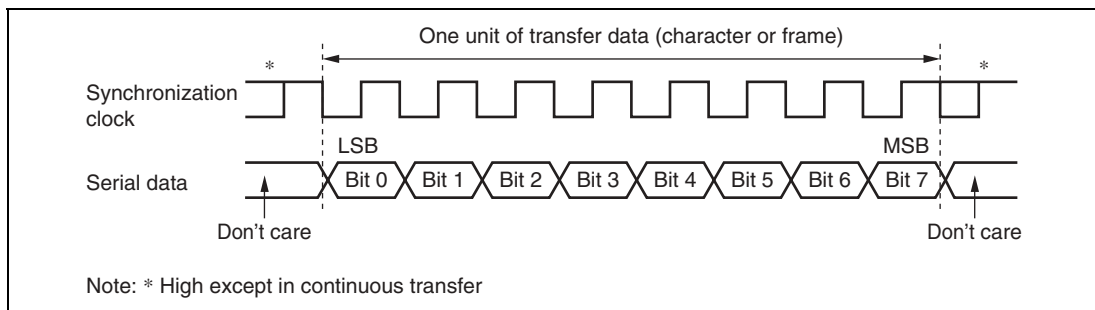 One unit of transfer data (character or frame)
* *
Synchronization
clock
LSB MSB
Serial data Bit 0 Bit 1 Bit 2 Bit 3 Bit 4 Bit 5 Bit 6 Bit 7
Don't care Don't care
Note: * High except in continuous transfer